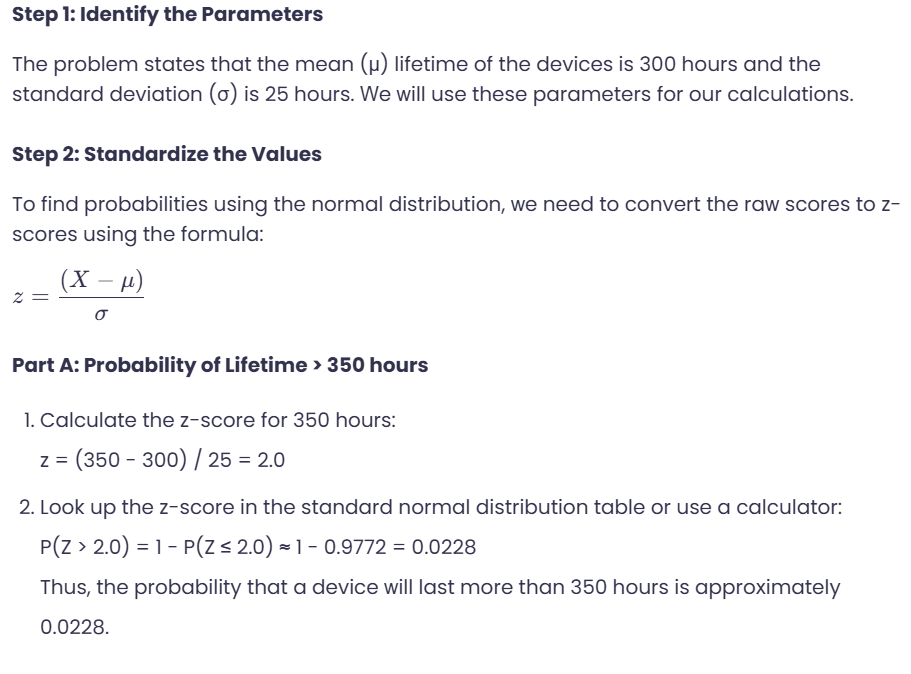 Step 1: Identify the Parameters
The problem states that the mean (μ) lifetime of the devices is 300 hours and the
standard deviation (σ) is 25 hours. We will use these parameters for our calculations.
Step 2: Standardize the Values
To find probabilities using the normal distribution, we need to convert the raw scores to z-
scores using the formula:
z = (X − μ) / σ
Part A: Probability of Lifetime > 350 hours
1. Calculate the z-score for 350 hours:
z = (350 - 300) / 25 = 2.0
2. Look up the z-score in the standard normal distribution table or use a calculator:
P(Z > 2.0) = 1 - P(Z ≤ 2.0) ≈ 1 - 0.9772 = 0.0228
Thus, the probability that a device will last more than 350 hours is approximately
0.0228.